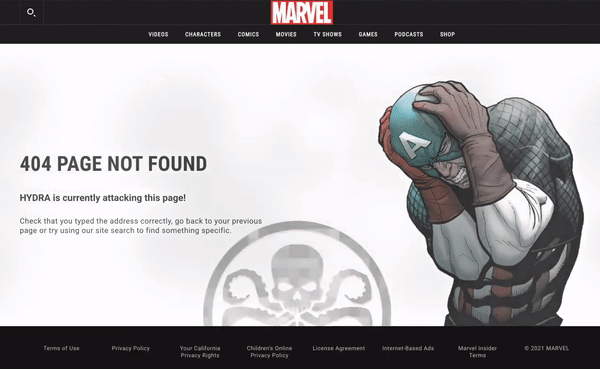 MARVEL
VIDEOS CHARACTERS COMICS MOVIES TV SHOWS GAMES PODCASTS SHOP
A
404 PAGE NOT FOUND
HYDRA is currently attacking this page!
Check that you typed the address correctly, go back to your previous
page or try using our site search to find something specific.
Terms of Use Privacy Policy Your California Children's Online License Agreement Internet-Based Ads Marvel Insider © 2021 MARVEL
Privacy Rights Privacy Policy Terms